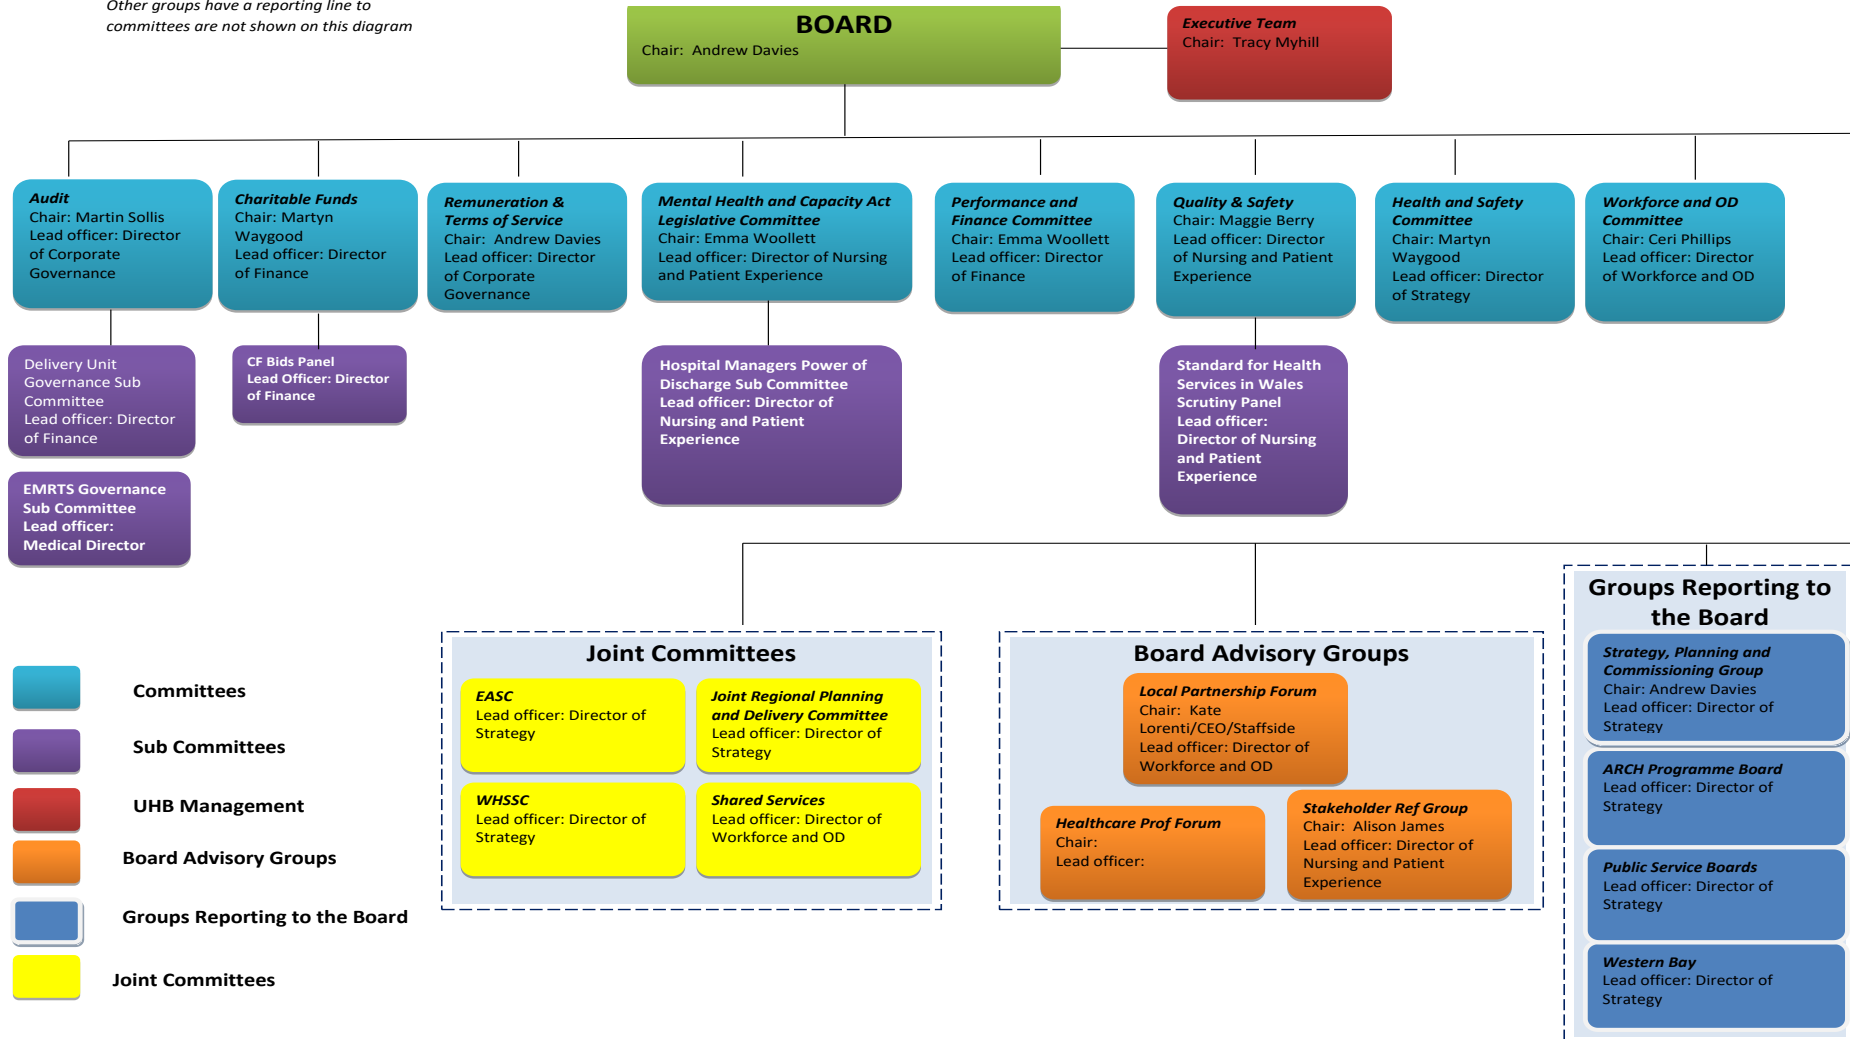 Other groups have a reporting line to
committees are not shown on this diagram
BOARD
Chair: Andrew Davies
Executive Team
Chair: Tracy Myhill
Audit
Chair: Martin Sollis
Lead officer: Director
of Corporate
Governance
Charitable Funds
Chair: Martyn
Waygood
Lead officer: Director
of Finance
Remuneration &
Terms of Service
Chair: Andrew Davies
Lead officer: Director
of Corporate
Governance
Mental Health and Capacity Act
Legislative Committee
Chair: Emma Woollett
Lead officer: Director of Nursing
and Patient Experience
Performance and
Finance Committee
Chair: Emma Woollett
Lead officer: Director
of Finance
Quality & Safety
Chair: Maggie Berry
Lead officer: Director
of Nursing and Patient
Experience
Health and Safety
Committee
Chair: Martyn
Waygood
Lead officer: Director
of Strategy
Workforce and OD
Committee
Chair: Ceri Phillips
Lead officer: Director
of Workforce and OD
Delivery Unit
Governance Sub
Committee
Lead officer: Director
of Finance
CF Bids Panel
Lead Officer: Director
of Finance
Hospital Managers Power of
Discharge Sub Committee
Lead officer: Director of
Nursing and Patient
Experience
Standard for Health
Services in Wales
Scrutiny Panel
Lead officer:
Director of Nursing
and Patient
Experience
EMRTS Governance
Sub Committee
Lead officer:
Medical Director
Joint Committees
EASC
Lead officer: Director of
Strategy
Joint Regional Planning
and Delivery Committee
Lead officer: Director of
Strategy
WHSSC
Lead officer: Director of
Strategy
Shared Services
Lead officer: Director of
Workforce and OD
Board Advisory Groups
Local Partnership Forum
Chair: Kate
Lorenti/CEO/Staffside
Lead officer: Director of
Workforce and OD
Healthcare Prof Forum
Chair:
Lead officer:
Stakeholder Ref Group
Chair: Alison James
Lead officer: Director of
Nursing and Patient
Experience
Groups Reporting to
the Board
Strategy, Planning and
Commissioning Group
Chair: Andrew Davies
Lead officer: Director of
Strategy
ARCH Programme Board
Lead officer: Director of
Strategy
Public Service Boards
Lead officer: Director of
Strategy
Western Bay
Lead officer: Director of
Strategy
Committees
Sub Committees
UHB Management
Board Advisory Groups
Groups Reporting to the Board
Joint Committees